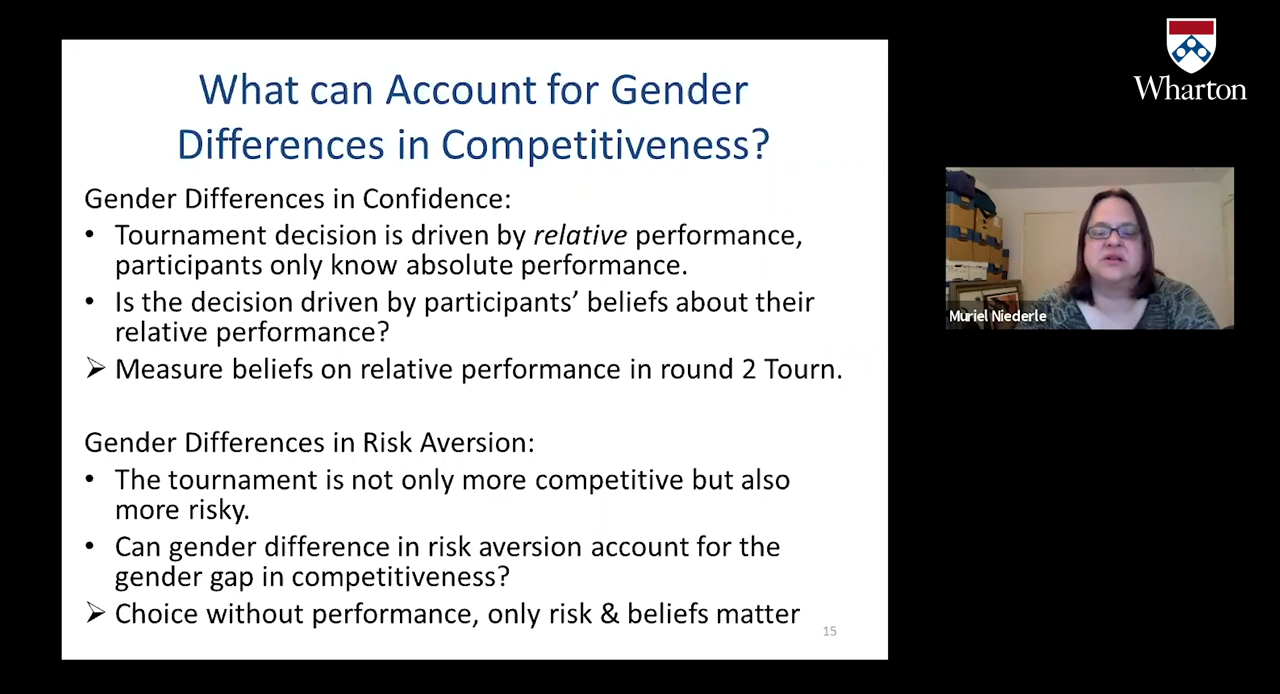 What can Account for Gender
Differences in Competitiveness?
Gender Differences in Confidence:
• Tournament decision is driven by relative performance,
participants only know absolute performance.
• Is the decision driven by participants’ beliefs about their
relative performance?
➢ Measure beliefs on relative performance in round 2 Tourn.
Gender Differences in Risk Aversion:
• The tournament is not only more competitive but also
more risky.
• Can gender difference in risk aversion account for the
gender gap in competitiveness?
➢ Choice without performance, only risk & beliefs matter
15
Wharton
Muriel Niederle